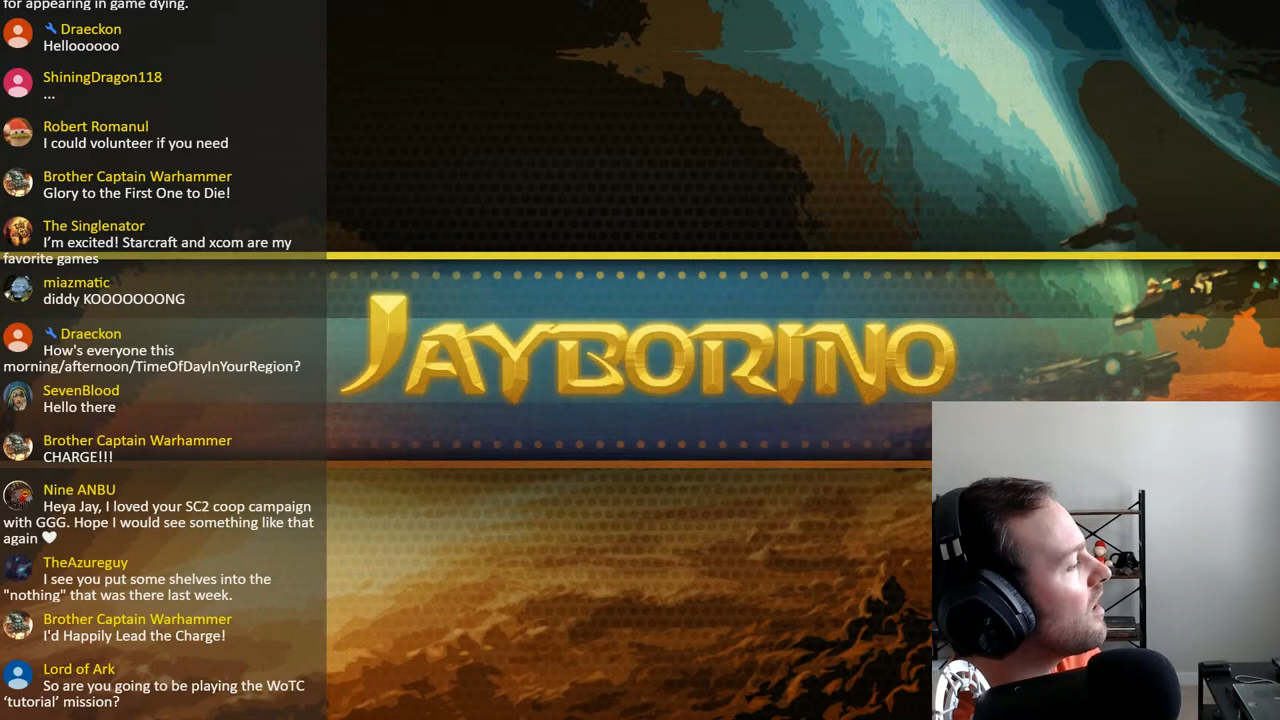 for appearing in game dying.
Draeckon
Helloooooo
ShiningDragon118
...
Robert Romanul
I could volunteer if you need
Brother Captain Warhammer
Glory to the First One to Die!
The Singlenator
I'm excited! Starcraft and xcom are my
favorite games
miazmatic
diddy KOOOOOOONG
Draeckon
How's everyone this
morning/afternoon/TimeOfDayInYourRegion?
SevenBlood
Hello there
Brother Captain Warhammer
CHARGE!!!
Nine ANBU
Heya Jay, I loved your SC2 coop campaign
with GGG. Hope I would see something like that
again 🤍
TheAzureguy
I see you put some shelves into the
"nothing" that was there last week.
Brother Captain Warhammer
I'd Happily Lead the Charge!
Lord of Ark
So are you going to be playing the WoTC
‘tutorial’ mission?
JAYBORINO